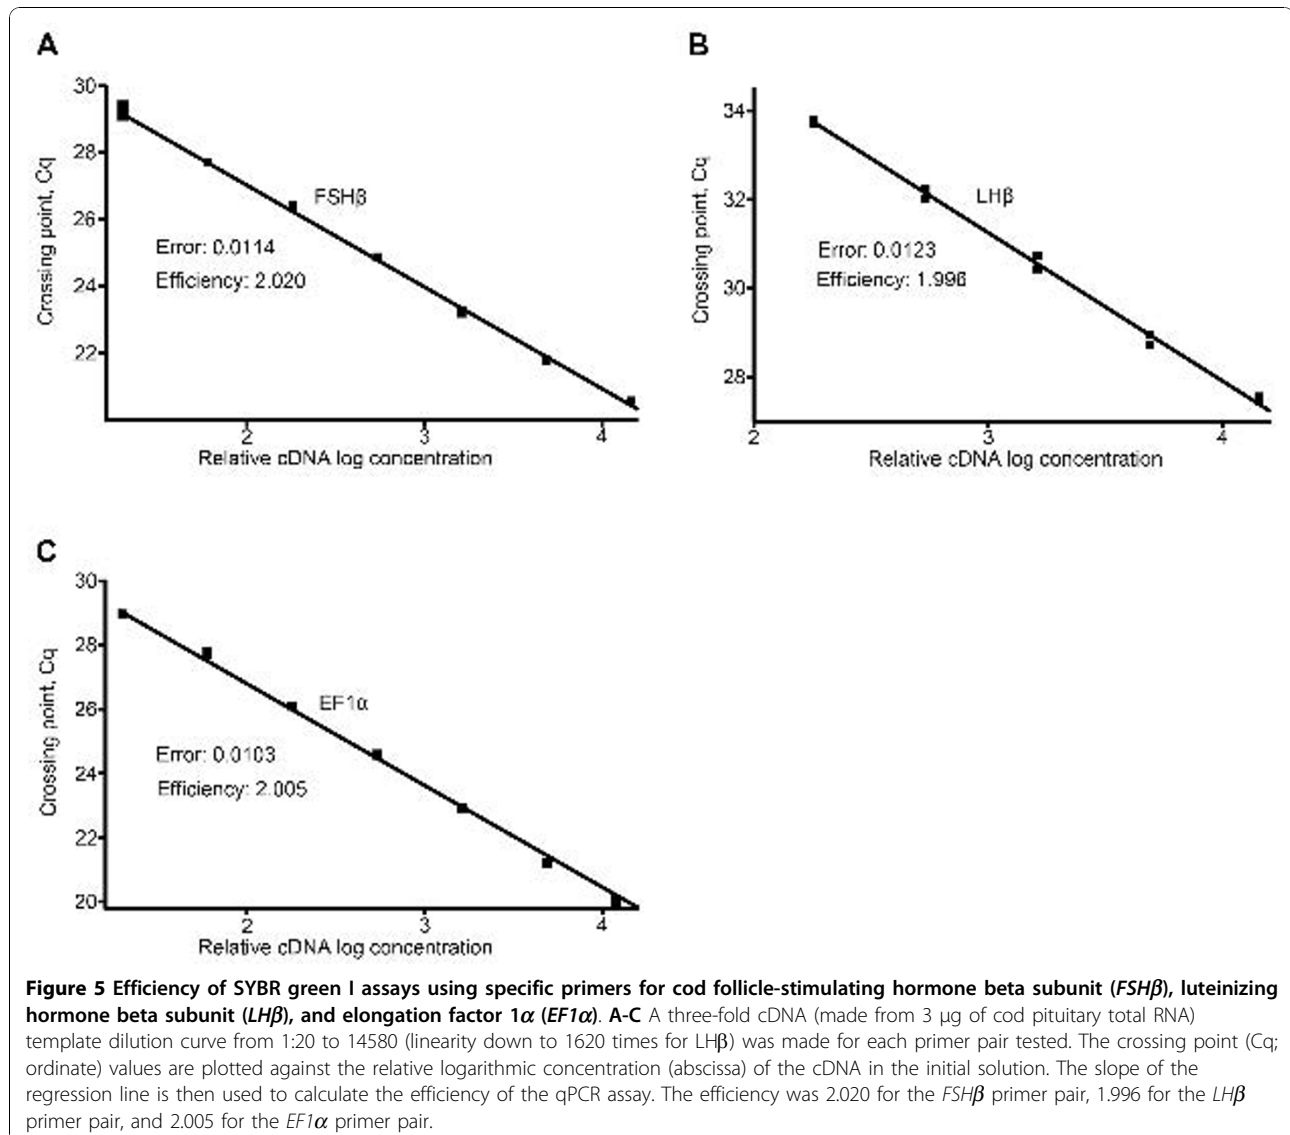 A
30
28
26
24
22
Crossing point, Cq
FSHβ
Error: 0.0114
Efficiency: 2.020
2 3 4
Relative cDNA log concentration
B
34
32
30
28
Crossing point, Cq
LHβ
Error: 0.0123
Efficiency: 1.996
2 3 4
Relative cDNA log concentration
C
30
28
26
24
22
20
Crossing point, Cq
EF1α
Error: 0.0103
Efficiency: 2.005
2 3 4
Relative cDNA log concentration
Figure 5 Efficiency of SYBR green I assays using specific primers for cod follicle-stimulating hormone beta subunit (FSHβ), luteinizing
hormone beta subunit (LHβ), and elongation factor 1α (EF1α). A-C A three-fold cDNA (made from 3 μg of cod pituitary total RNA)
template dilution curve from 1:20 to 14580 (linearity down to 1620 times for LHβ) was made for each primer pair tested. The crossing point (Cq;
ordinate) values are plotted against the relative logarithmic concentration (abscissa) of the cDNA in the initial solution. The slope of the
regression line is then used to calculate the efficiency of the qPCR assay. The efficiency was 2.020 for the FSHβ primer pair, 1.996 for the LHβ
primer pair, and 2.005 for the EF1α primer pair.